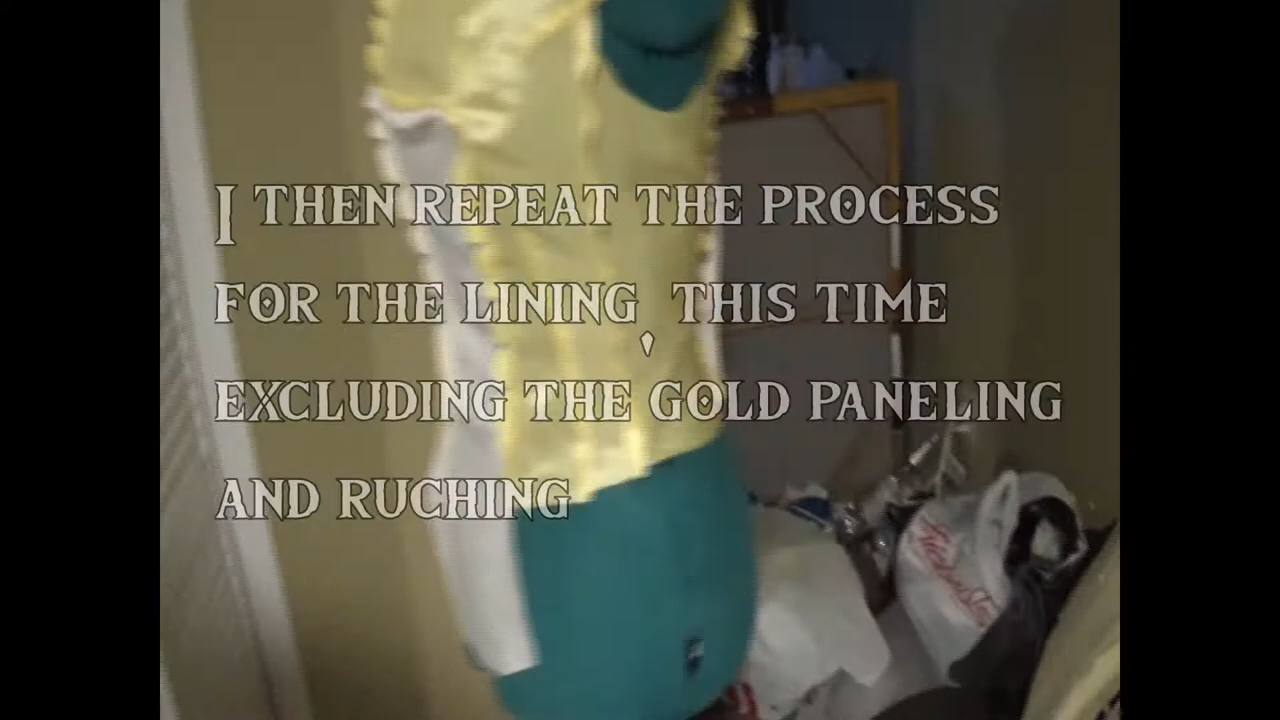 I THEN REPEAT THE PROCESS
FOR THE LINING, THIS TIME
EXCLUDING THE GOLD PANELING
AND RUCHING